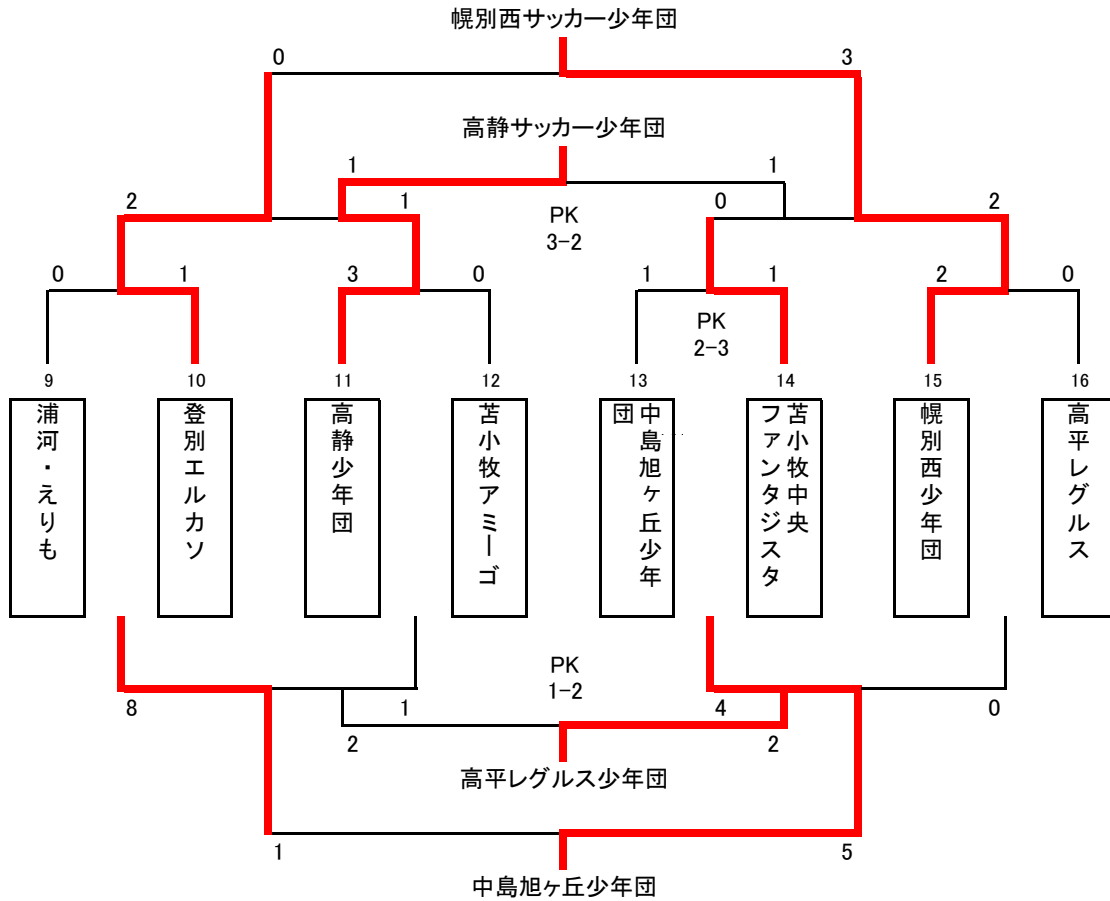 幌別西サッカー少年団
0 3
高静サッカー少年団
1 1
2 1 0 2
PK
3-2
0 1 3 0 1 1 2 0
PK
2-3
9 10 11 12 13 14 15 16
浦河・えりも
登別エルカソ
高静少年団
苫小牧アミーゴ
中島旭ヶ丘少年
団
苫小牧中央
ファンタジスタ
幌別西少年団
高平レグルス
PK
1-2
8 1 4 0
2 2
高平レグルス少年団
1 5
中島旭ヶ丘少年団